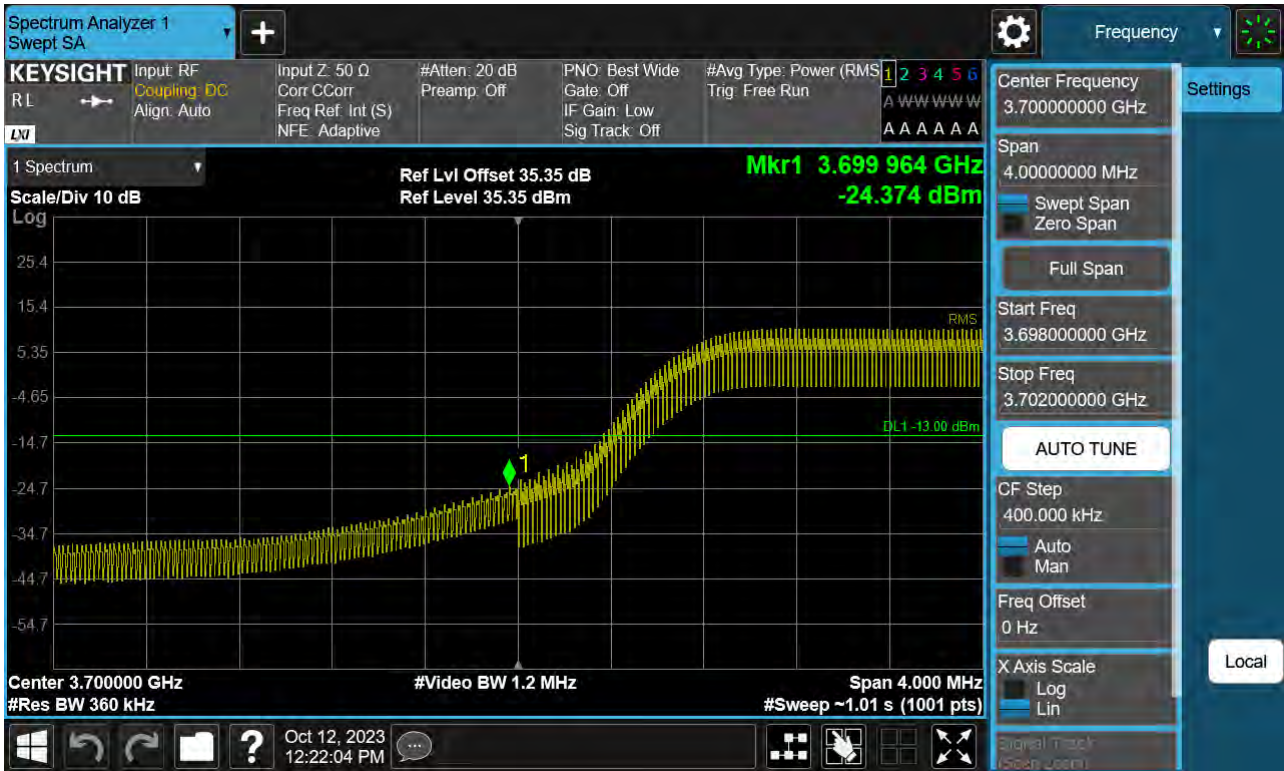 Spectrum Analyzer 1
Swept SA
+
Frequency
KEYSIGHT
RL
LXI
Input: RF
Coupling: DC
Align: Auto
Input Z: 50 Ω
Corr CCorr
Freq Ref: Int (S)
NFE: Adaptive
#Atten: 20 dB
Preamp: Off
PNO: Best Wide
Gate: Off
IF Gain: Low
Sig Track: Off
#Avg Type: Power (RMS
Trig: Free Run
1 2 3 4 5 6
A W W W W W
A A A A A A
1 Spectrum
Scale/Div 10 dB
Log
Ref Lvl Offset 35.35 dB
Ref Level 35.35 dBm
Mkr1 3.699 964 GHz
-24.374 dBm
25.4
15.4
5.35
-4.65
-14.7
-24.7
-34.7
-44.7
-54.7
RMS
DL1 -13.00 dBm
1
Center 3.700000 GHz
#Res BW 360 kHz
#Video BW 1.2 MHz
Span 4.000 MHz
#Sweep ~1.01 s (1001 pts)
Center Frequency
3.700000000 GHz
Span
4.00000000 MHz
Swept Span
Zero Span
Full Span
Start Freq
3.698000000 GHz
Stop Freq
3.702000000 GHz
AUTO TUNE
CF Step
400.000 kHz
Auto
Man
Freq Offset
0 Hz
X Axis Scale
Log
Lin
Signal Track
(Span Zoom)
Settings
Local
?
Oct 12, 2023
12:22:04 PM